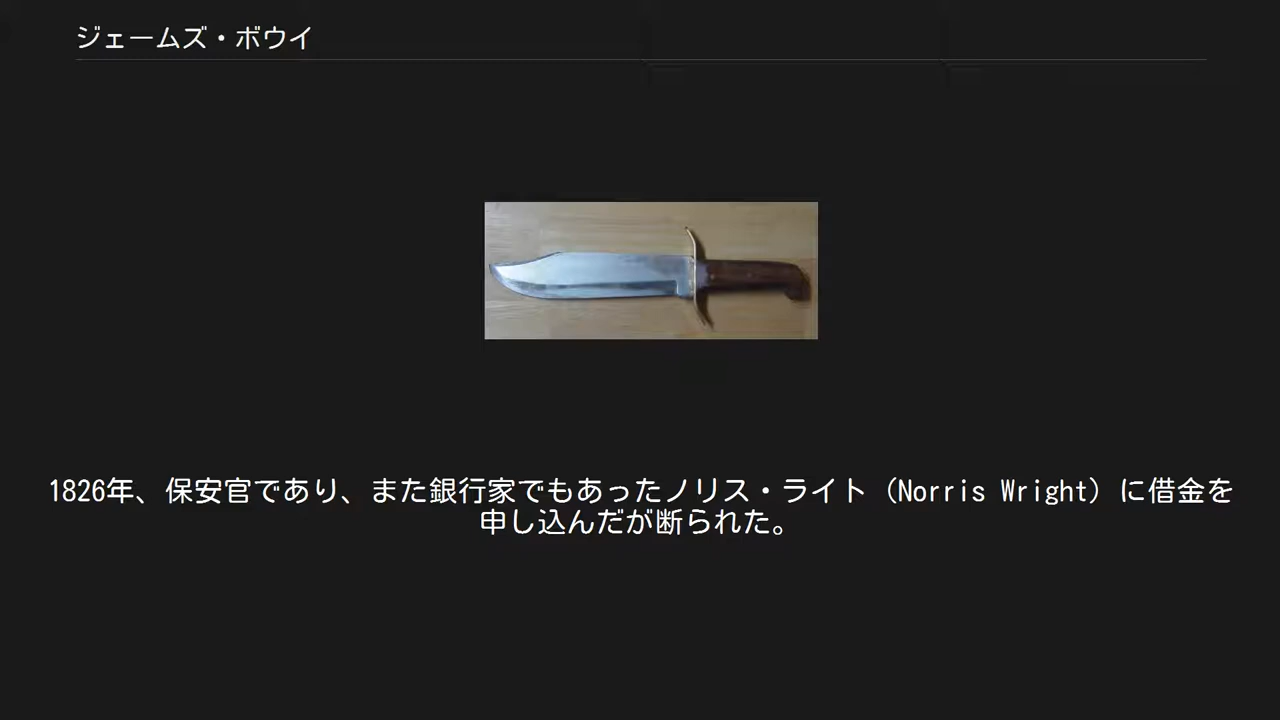 ジェームズ・ボウイ
1826年、保安官であり、また銀行家でもあったノリス・ライト（Norris Wright）に借金を
申し込んだが断られた。